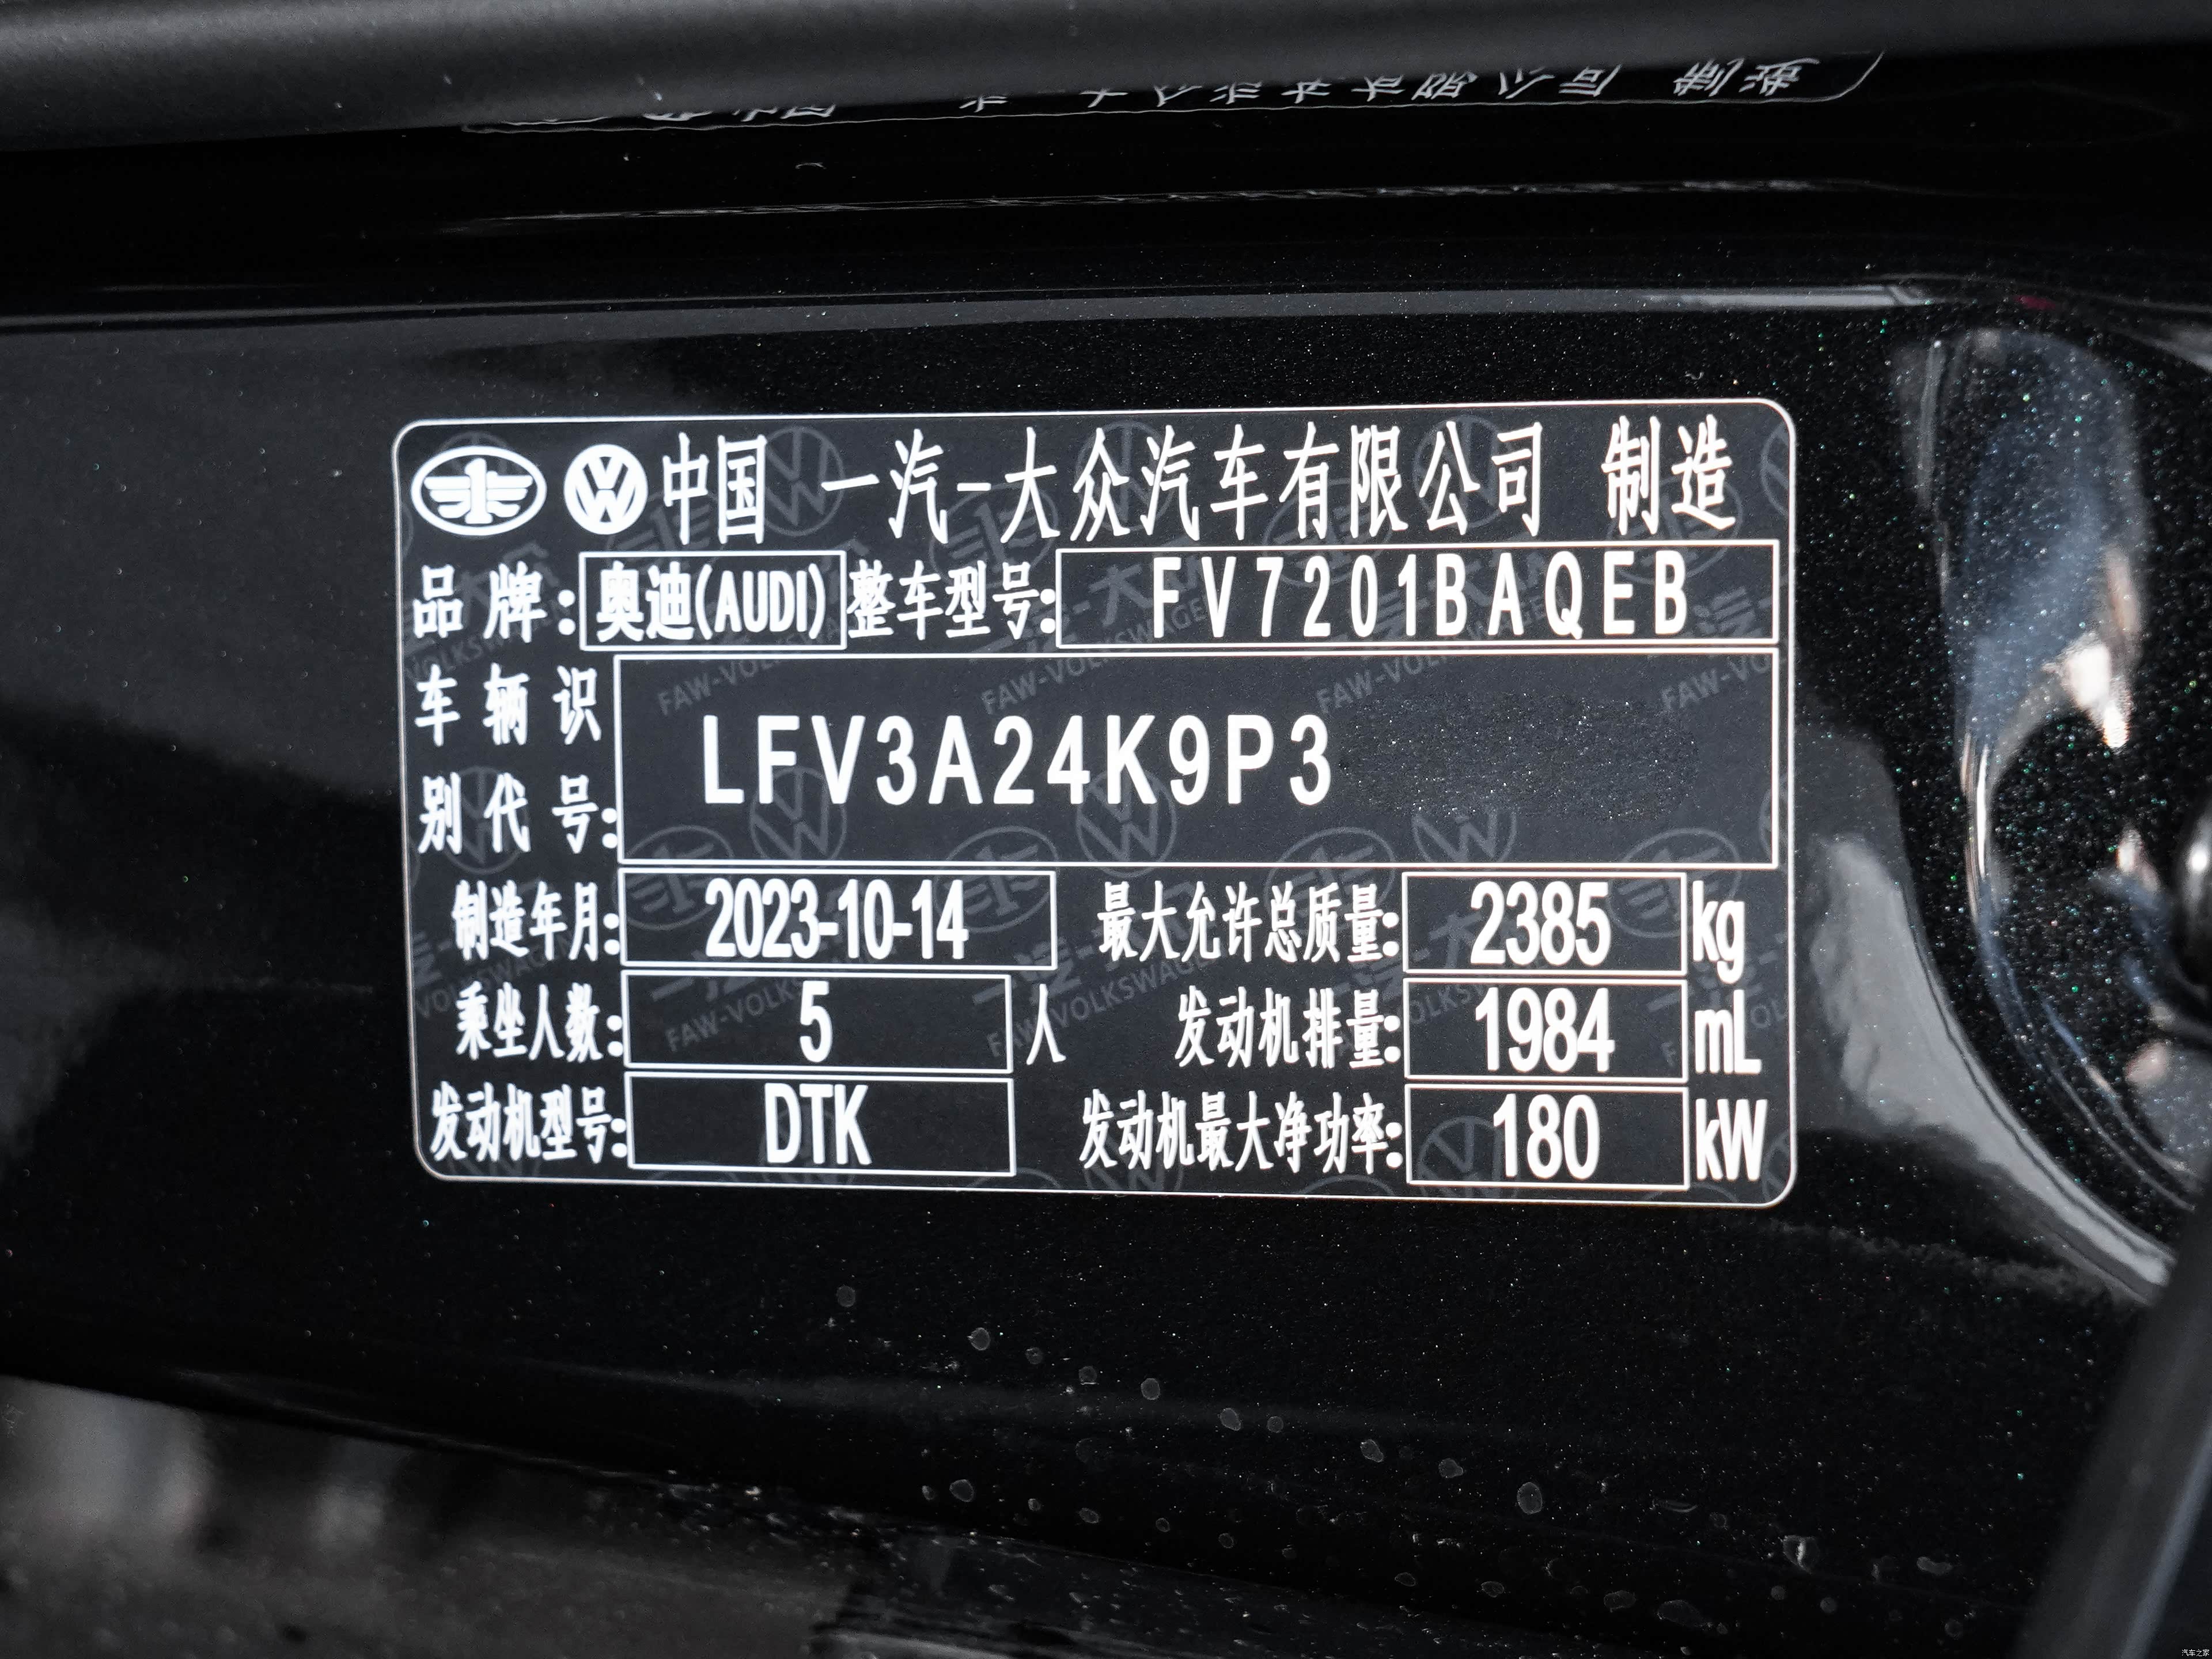 中国 一汽-大众汽车有限公司 制造
品牌: 奥迪(AUDI) 整车型号: FV7201BAQEB
车辆识
别代号: LFV3A24K9P3
制造年月: 2023-10-14 最大允许总质量: 2385 kg
乘坐人数: 5 人 发动机排量: 1984 mL
发动机型号: DTK 发动机最大净功率: 180 kW
汽车之家